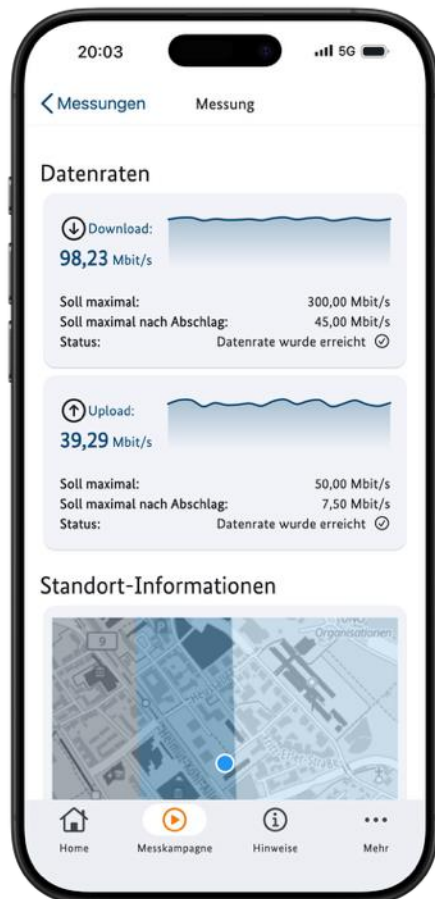 20:03
5G
Messungen
Messung
Datenraten
Download:
98,23 Mbit/s
Soll maximal: 300,00 Mbit/s
Soll maximal nach Abschlag: 45,00 Mbit/s
Status: Datenrate wurde erreicht
Upload:
39,29 Mbit/s
Soll maximal: 50,00 Mbit/s
Soll maximal nach Abschlag: 7,50 Mbit/s
Status: Datenrate wurde erreicht
Standort-Informationen
Organisationen
9
Home
Messkampagne
Hinweise
Mehr